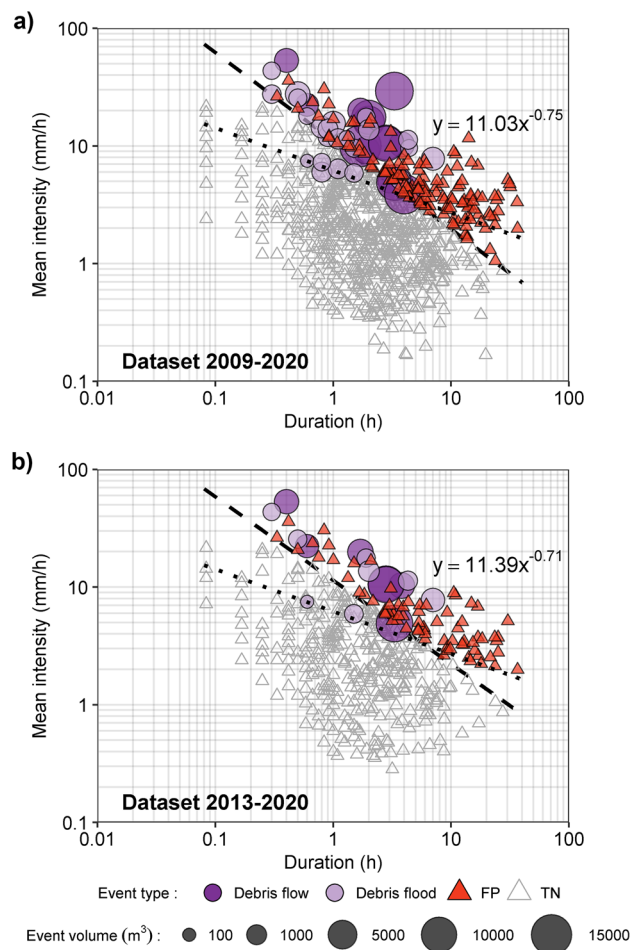 a)
100
10
1
0.1
Mean intensity (mm/h)
y = 11.03x^-0.75
Dataset 2009-2020
0.01 0.1 1 10 100
Duration (h)
b)
100
10
1
0.1
Mean intensity (mm/h)
y = 11.39x^-0.71
Dataset 2013-2020
0.01 0.1 1 10 100
Duration (h)
Event type : Debris flow Debris flood FP TN
Event volume (m³) : 100 1000 5000 10000 15000